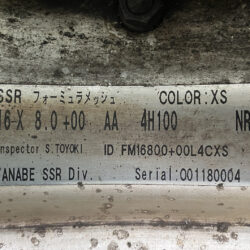 SSR フォーミュラメッシュ COLOR:XS
16 X 8.0+00 AA 4H100 NR
Inspector S.TOYOKI ID FM16800+00L4CXS
TANABE SSR Div. Serial:001180004